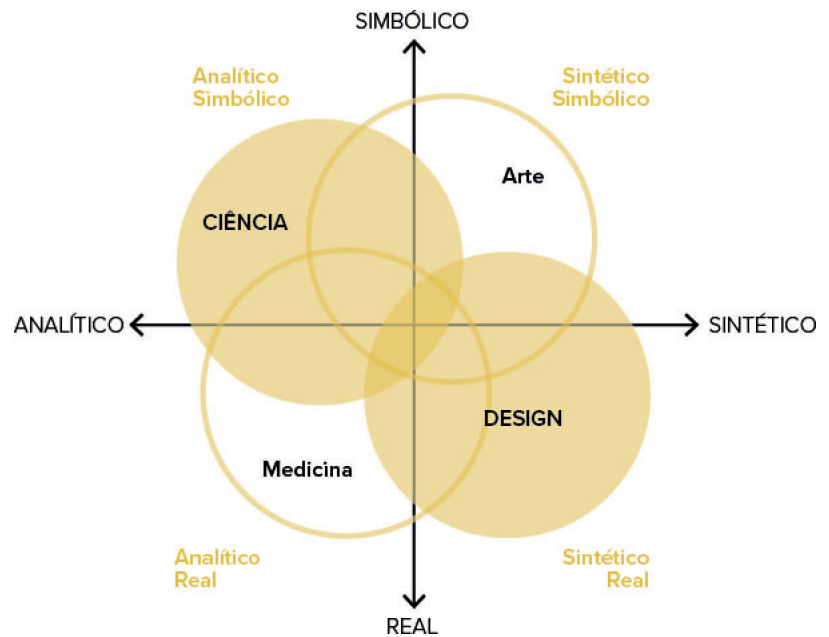 SIMBÓLICO
Analítico
Simbólico
Sintético
Simbólico
Arte
CIÊNCIA
ANALÍTICO
SINTÉTICO
DESIGN
Medicina
Analítico
Real
Sintético
Real
REAL